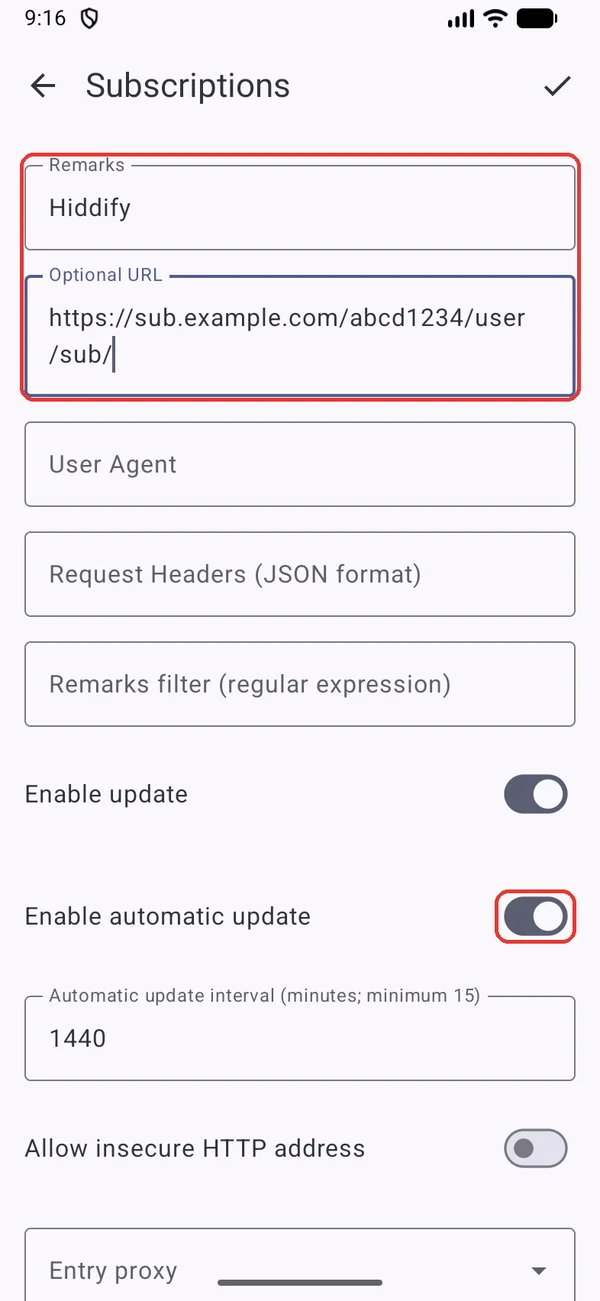 9:16
Subscriptions
Remarks
Hiddify
Optional URL
https://sub.example.com/abcd1234/user
/sub/
User Agent
Request Headers (JSON format)
Remarks filter (regular expression)
Enable update
Enable automatic update
Automatic update interval (minutes; minimum 15)
1440
Allow insecure HTTP address
Entry proxy